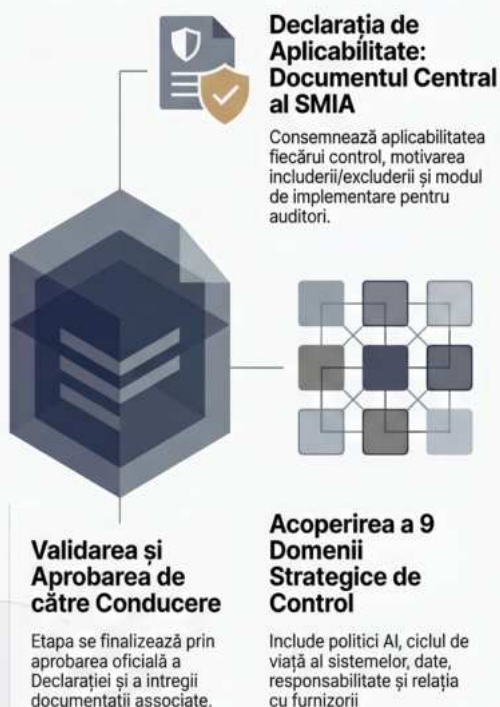 Declarația de
Aplicabilitate:
Documentul Central
al SMIA
Consemnează aplicabilitatea
fiecărui control, motivarea
includerii/excluderii și modul
de implementare pentru
auditori.
Validarea și
Aprobarea de
către Conducere
Etapa se finalizează prin
aprobarea oficială a
Declarației și a intregii
documentații associate.
Acoperirea a 9
Domenii
Strategice de
Control
Include politici AI, ciclul de
viață al sistemelor, date,
responsabilitate și relația
cu furnizorii